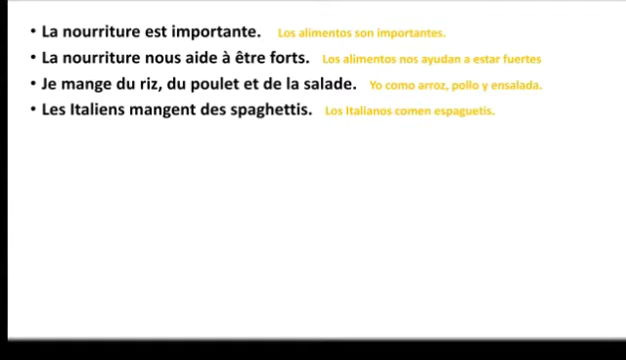 • La nourriture est importante. Los alimentos son importantes.
• La nourriture nous aide à être forts. Los alimentos nos ayudan a estar fuertes
• Je mange du riz, du poulet et de la salade. Yo como arroz, pollo y ensalada.
• Les Italiens mangent des spaghettis. Los Italianos comen espaguetis.